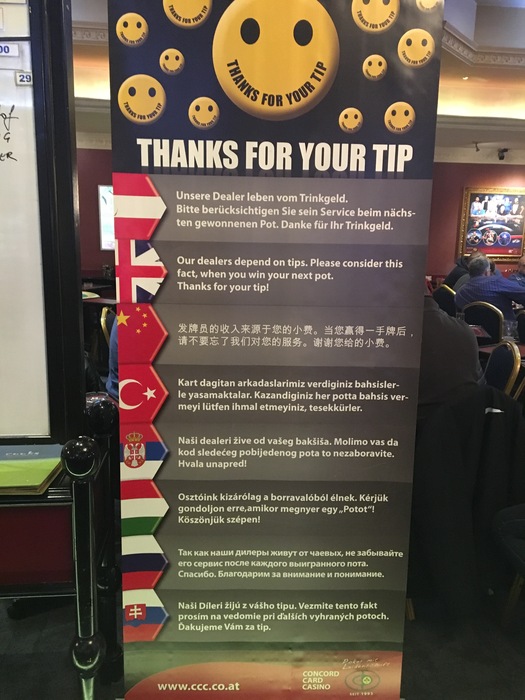 00
29
THANKS FOR YOUR TIP
THANKS FOR YOUR TIP
Unsere Dealer leben vom Trinkgeld.
Bitte berücksichtigen Sie sein Service beim nächs-
ten gewonnenen Pot. Danke für Ihr Trinkgeld.
Our dealers depend on tips. Please consider this
fact, when you win your next pot.
Thanks for your tip!
发牌员的收入来源于您的小费。当您赢得一手牌后，
请不要忘了我们对您的服务。谢谢您给的小费。
Kart dagitan arkadaslarimiz verdiginiz bahsisler-
le yasamaktalar. Kazandiginiz her potta bahsis ver-
meyi lütfen ihmal etmeyiniz, tesekkürler.
Naši dealeri žive od vašeg bakšiša. Molimo vas da
kod sledećeg pobijedenog pota to nezaboravite.
Hvala unapred!
Osztóink kizárólag a borravalóból élnek. Kérjük
gondoljon erre,amikor megnyer egy „Potot"!
Köszönjük szépen!
Так как наши дилеры живут от чаевых, не забывайте
его сервис после каждого выигранного пота.
Спасибо. Благодарим за внимание и понимание.
Naši Díleri žijú z vášho tipu. Vezmite tento fakt
prosím na vedomie pri ďalších vyhraných potoch.
Ďakujeme Vám za tip.
www.ccc.co.at
CONCORD
CARD
CASINO
SEIT 1993